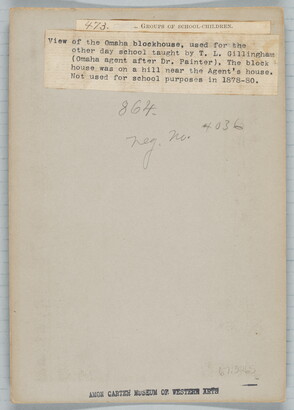 473. — GROUPS OF SCHOOL-CHILDREN.
View of the Omaha blockhouse, used for the
other day school taught by T. L. Gillingham
(Omaha agent after Dr. Painter). The block
house was on a hill near the Agent's house.
Not used for school purposes in 1878-80.
864.
neg. no. 4036
AMON CARTER MUSEUM OF WESTERN ARTS